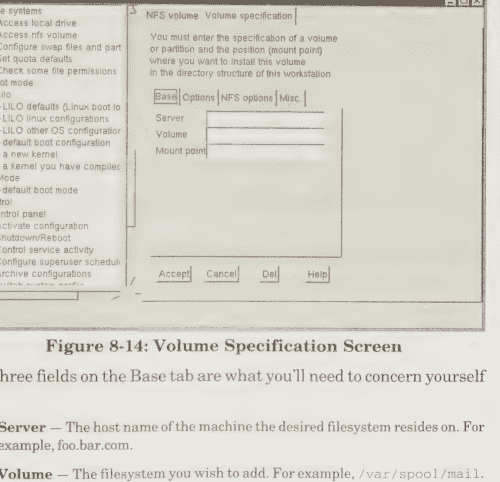 e systems
Access local drive
Access nfs volume
Configure swap files and part
Set quota defaults
Check some file permissions
ot mode
ilo
LILO defaults (Linux boot lo
LILO linux configurations
LILO other OS configuration
default boot configuration
a new kernel
a kernel you have compiled
Mode
default boot mode
trol
ntrol panel
Activate configuration
Shutdown/Reboot
Control service activity
Configure superuser schedul
Archive configurations
NFS volume Volume specification
You must enter the specification of a volume
or partition and the position (mount point)
where you want to install this volume
in the directory structure of this workstation
Base Options NFS options Misc.
Server
Volume
Mount point
Accept Cancel Del Help
Figure 8-14: Volume Specification Screen
hree fields on the Base tab are what you'll need to concern yourself
Server — The host name of the machine the desired filesystem resides on. For
example, foo.bar.com.
Volume — The filesystem you wish to add. For example, /var/spool/mail.